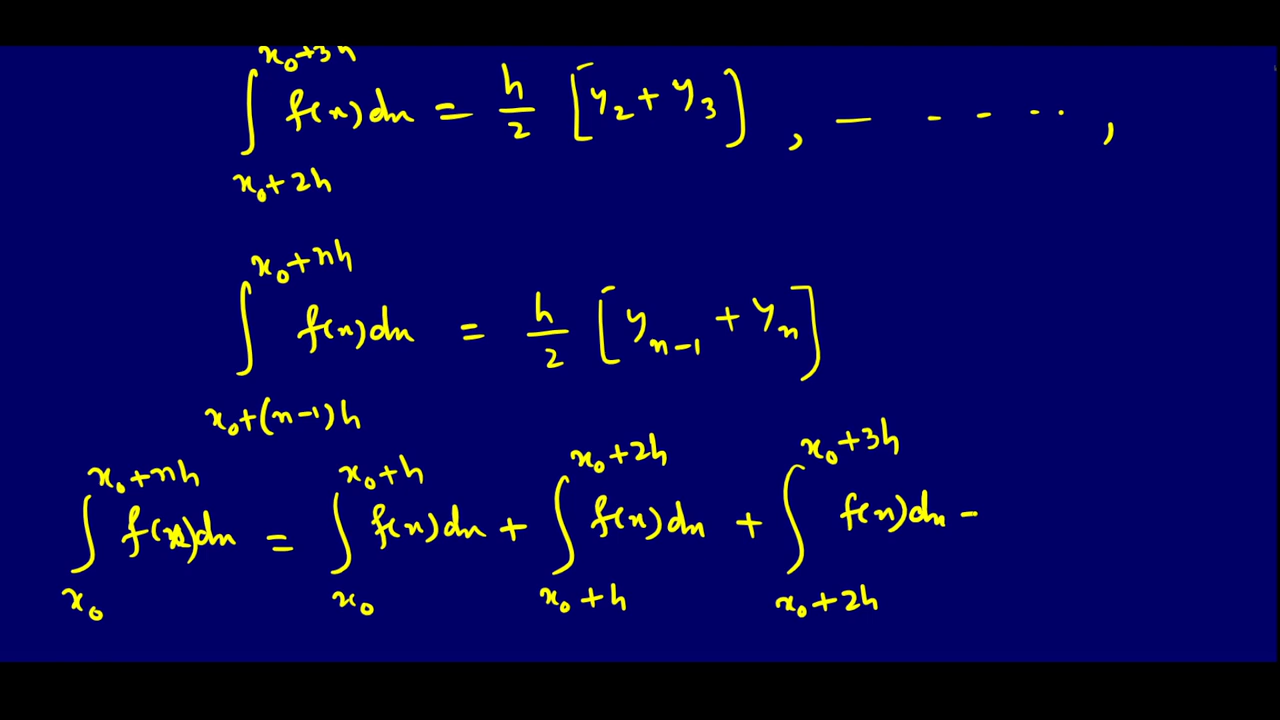 ∫_{x₀+2h}^{x₀+3h} f(x)dx = h/2 [y₂ + y₃] , — - - - · · ,
∫_{x₀+(n-1)h}^{x₀+nh} f(x)dx = h/2 [y_{n-1} + y_n]
∫_{x₀}^{x₀+nh} f(x)dx = ∫_{x₀}^{x₀+h} f(x)dx + ∫_{x₀+h}^{x₀+2h} f(x)dx + ∫_{x₀+2h}^{x₀+3h} f(x)dx -